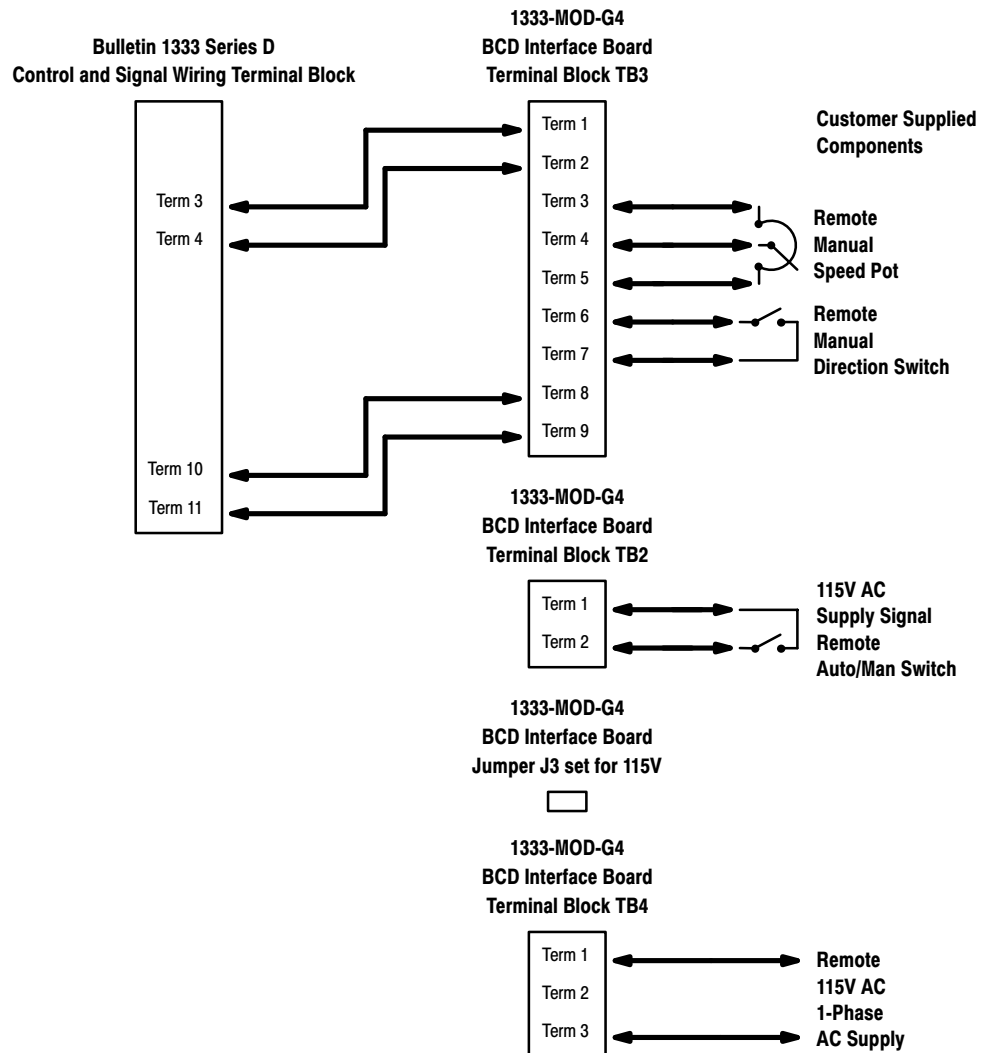 Bulletin 1333 Series D
Control and Signal Wiring Terminal Block
Term 3
Term 4
Term 10
Term 11
1333-MOD-G4
BCD Interface Board
Terminal Block TB3
Term 1
Term 2
Term 3
Term 4
Term 5
Term 6
Term 7
Term 8
Term 9
Customer Supplied
Components
Remote
Manual
Speed Pot
Remote
Manual
Direction Switch
1333-MOD-G4
BCD Interface Board
Terminal Block TB2
Term 1
Term 2
115V AC
Supply Signal
Remote
Auto/Man Switch
1333-MOD-G4
BCD Interface Board
Jumper J3 set for 115V
1333-MOD-G4
BCD Interface Board
Terminal Block TB4
Term 1
Term 2
Term 3
Remote
115V AC
1-Phase
AC Supply